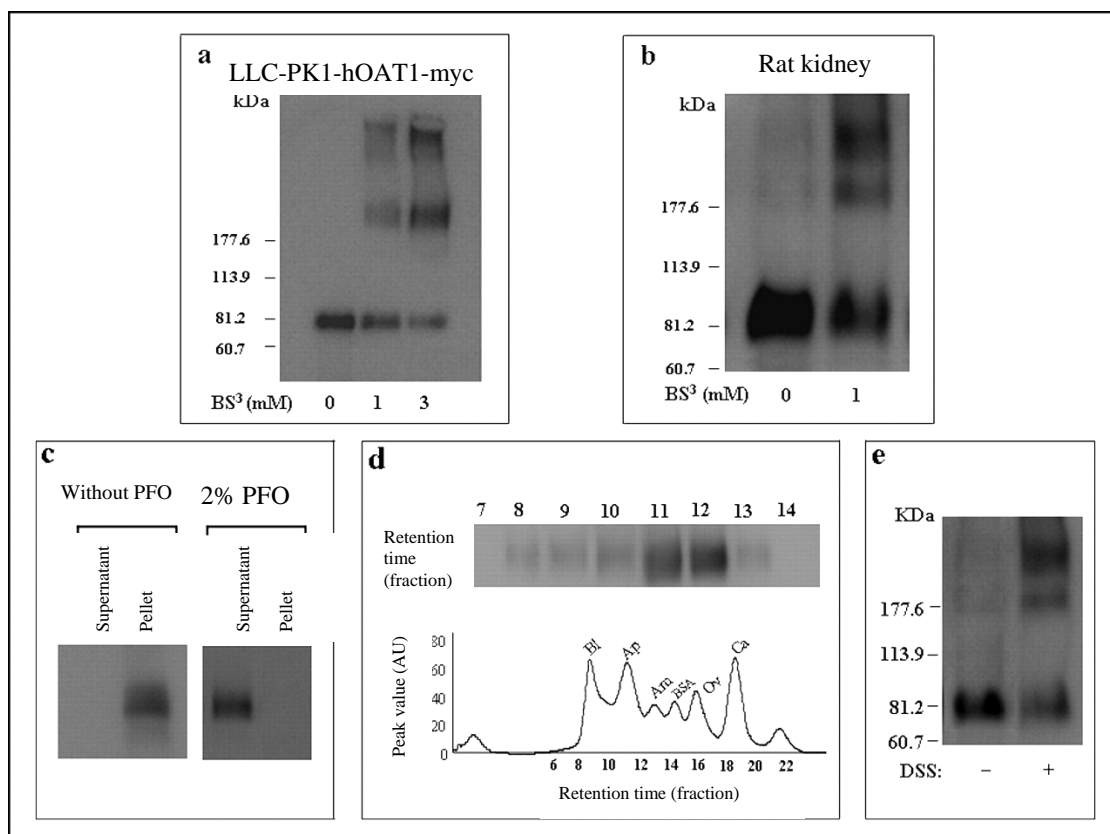 a
LLC-PK1-hOAT1-myc
kDa
177.6
113.9
81.2
60.7
BS3 (mM) 0 1 3
b
Rat kidney
kDa
177.6
113.9
81.2
60.7
BS3 (mM) 0 1
c
Without PFO 2% PFO
Supernatant Pellet Supernatant Pellet
d
7 8 9 10 11 12 13 14
Retention
time
(fraction)
Peak value (AU)
80
60
40
20
0
Bl Ap Am BSA Ov Ca
6 8 10 12 14 16 18 20 22
Retention time (fraction)
e
KDa
177.6
113.9
81.2
60.7
DSS: − +